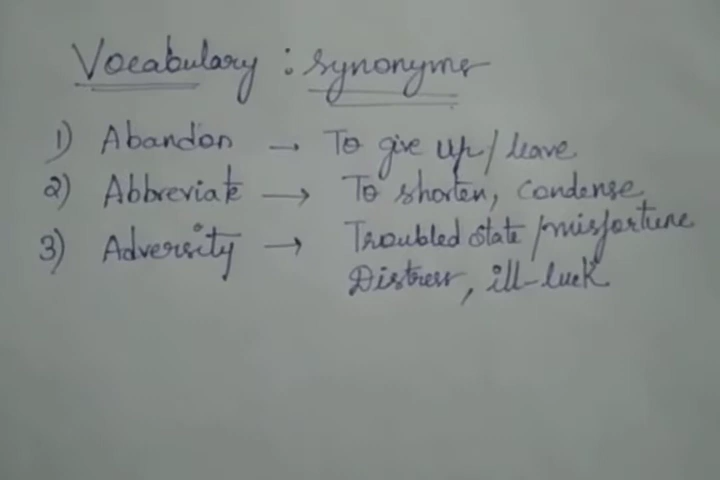 Vocabulary : synonyms
1) Abandon → To give up/leave
2) Abbreviate → To shorten, condense
3) Adversity → Troubled state/misfortune
Distress, ill-luck